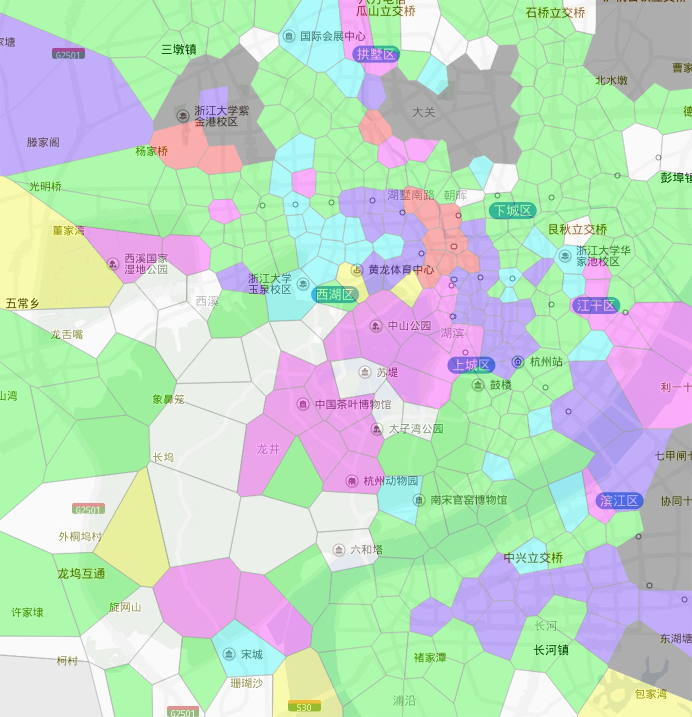 瓜山立交桥
石桥立交桥
国际会展中心
三墩镇
G2501
拱墅区
曹家
北水墩
浙江大学紫
金港校区
大关
滕家阁
杨家桥
光明桥
彭埠镇
湖墅南路
朝晖
下城区
董家湾
艮秋立交桥
西溪国家
湿地公园
浙江大学华
家池校区
黄龙体育中心
浙江大学
玉泉校区
西湖区
西溪
五常乡
江干区
龙舌嘴
中山公园
湖滨
上城区
杭州站
苏堤
鼓楼
利一十
象鼻笼
中国茶叶博物馆
太子湾公园
龙井
长坞
七甲闸十
杭州动物园
南宋官窑博物馆
滨江区
协同十
G2501
外桐坞村
六和塔
中兴立交桥
龙坞互通
旋网山
许家埭
长河
东湖塘
宋城
褚家潭
长河镇
柯村
珊瑚沙
包家湾
浦沿
S30
G2501